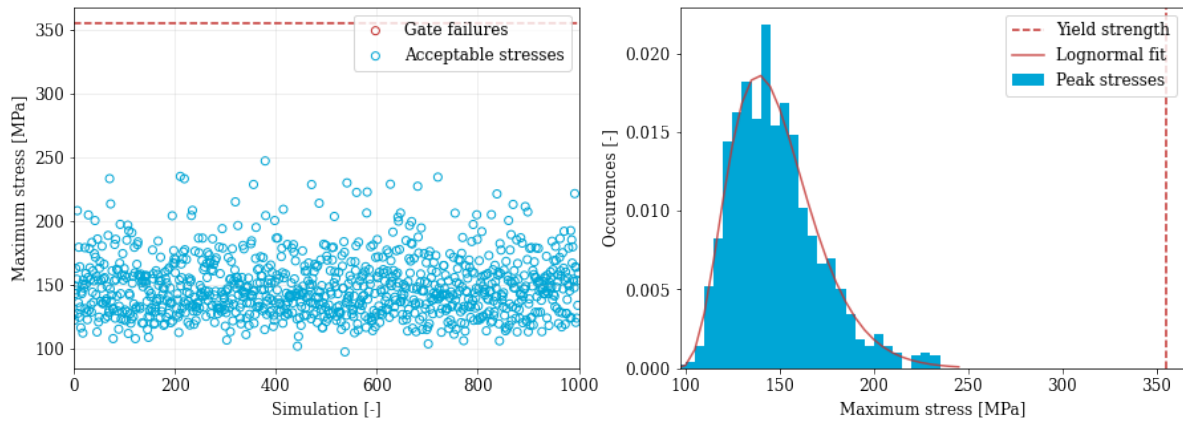 350
300
250
200
150
100
Maximum stress [MPa]
0
200
400
600
800
1000
Simulation [-]
Gate failures
Acceptable stresses
0.020
0.015
0.010
0.005
0.000
Occurences [-]
100
150
200
250
300
350
Maximum stress [MPa]
Yield strength
Lognormal fit
Peak stresses